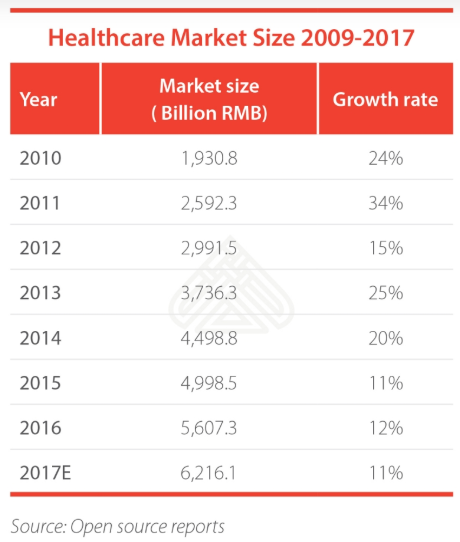 Healthcare Market Size 2009-2017
Year Market size ( Billion RMB) Growth rate
2010 1,930.8 24%
2011 2,592.3 34%
2012 2,991.5 15%
2013 3,736.3 25%
2014 4,498.8 20%
2015 4,998.5 11%
2016 5,607.3 12%
2017E 6,216.1 11%
Source: Open source reports